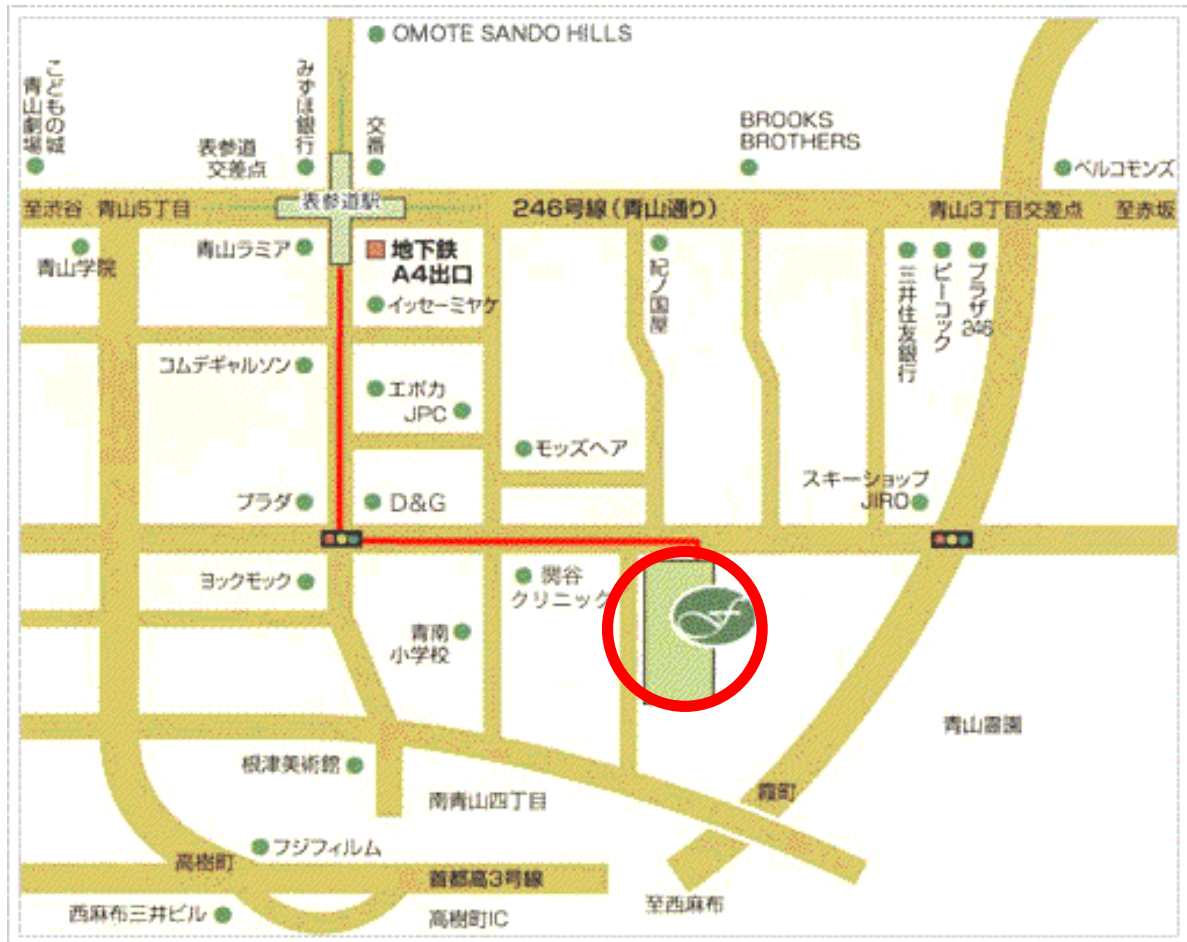 OMOTE SANDO HILLS
こどもの城
青山劇場
みずほ銀行
交番
表参道
交差点
BROOKS
BROTHERS
ベルコモンズ
至渋谷 青山5丁目
表参道駅
246号線(青山通り)
青山3丁目交差点
至赤坂
青山学院
青山ラミア
地下鉄
A4出口
イッセーミヤケ
紀ノ国屋
三井住友銀行
ピーコック
プラザ
246
コムデギャルソン
エポカ
JPC
モッズヘア
スキーショップ
JIRO
プラダ
D&G
ヨックモック
関谷
クリニック
青南
小学校
青山霊園
根津美術館
南青山四丁目
霞町
フジフィルム
高樹町
首都高3号線
至西麻布
西麻布三井ビル
高樹町IC